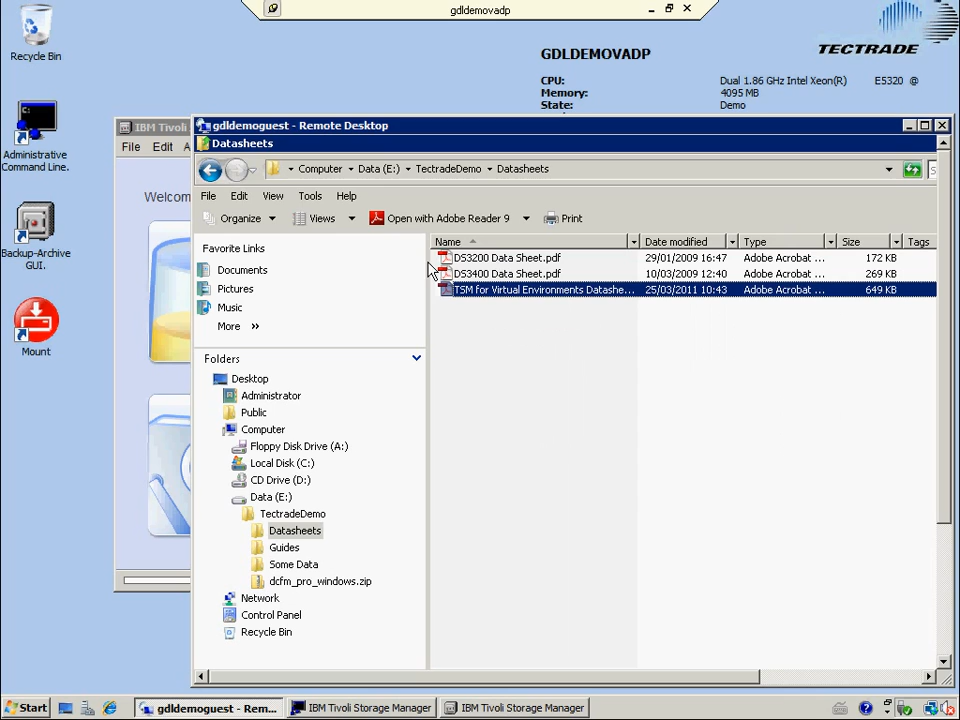 gdldemovadp
Recycle Bin
Administrative
Command Line.
Backup-Archive
GUI.
Mount
TECTRADE
GDLDEMOVADP
CPU: Dual 1.86 GHz Intel Xeon(R) E5320 @
Memory: 4095 MB
State: Demo
IBM Tivoli
File Edit A
Welcom
gdldemoguest - Remote Desktop
Datasheets
Computer Data (E:) TectradeDemo Datasheets
File Edit View Tools Help
Organize Views Open with Adobe Reader 9 Print
Favorite Links
Documents
Pictures
Music
More »
Folders
Desktop
Administrator
Public
Computer
Floppy Disk Drive (A:)
Local Disk (C:)
CD Drive (D:)
Data (E:)
TectradeDemo
Datasheets
Guides
Some Data
dcfm_pro_windows.zip
Network
Control Panel
Recycle Bin
Name Date modified Type Size Tags
DS3200 Data Sheet.pdf 29/01/2009 16:47 Adobe Acrobat ... 172 KB
DS3400 Data Sheet.pdf 10/03/2009 12:40 Adobe Acrobat ... 269 KB
TSM for Virtual Environments Datashe... 25/03/2011 10:43 Adobe Acrobat ... 649 KB
Start gdldemoguest - Rem... IBM Tivoli Storage Manager IBM Tivoli Storage Manager